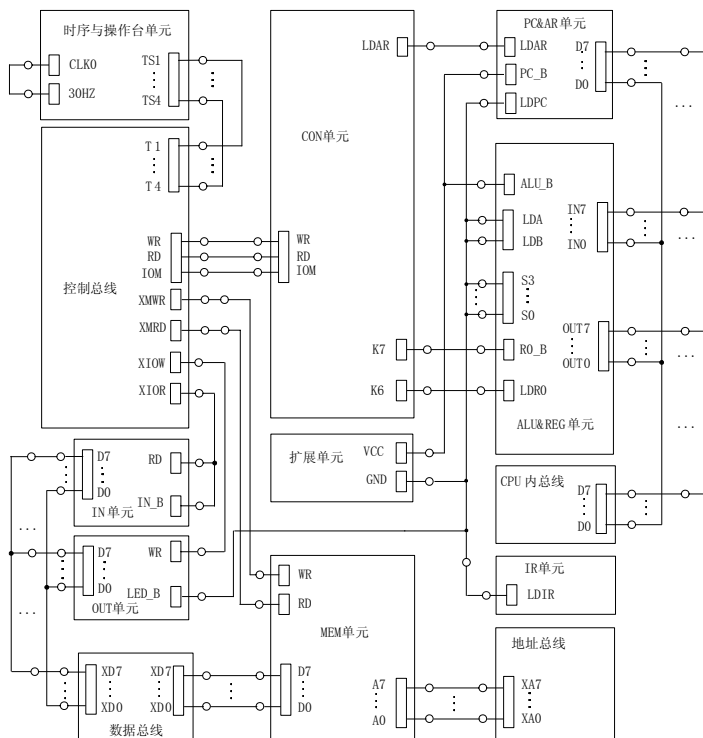 时序与操作台单元
CLK0
30HZ
TS1
TS4
T1
T4
控制总线
WR
RD
IOM
XMWR
XMRD
XIOW
XIOR
D7
D0
RD
IN_B
IN单元
...
D7
D0
WR
LED_B
OUT单元
...
XD7
XD0
XD7
XD0
数据总线
CON单元
LDAR
WR
RD
IOM
K7
K6
扩展单元
VCC
GND
WR
RD
MEM单元
D7
D0
A7
A0
PC&AR单元
LDAR
PC_B
LDPC
D7
D0
...
ALU_B
LDA
LDB
S3
S0
R0_B
LDR0
IN7
IN0
...
OUT7
OUT0
ALU&REG单元
...
CPU内总线
D7
D0
IR单元
LDIR
地址总线
XA7
XA0